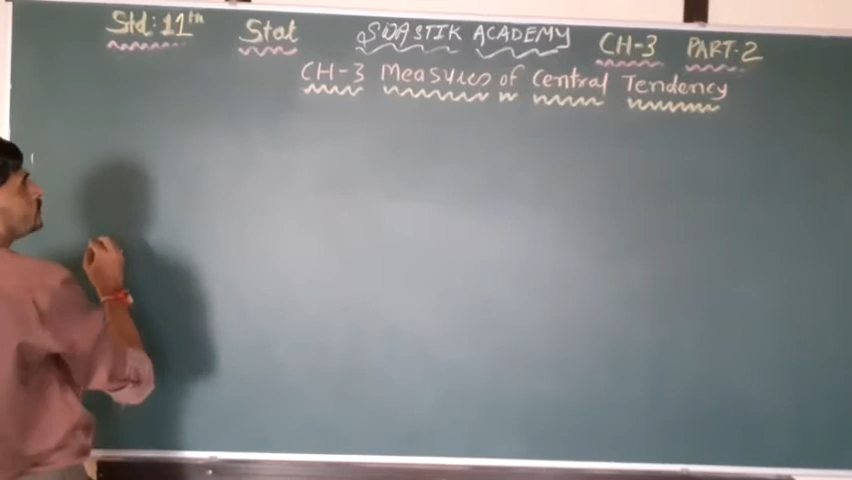 Std: 11th Stat SWASTIK ACADEMY CH-3 PART-2
CH-3 Measures of Central Tendency